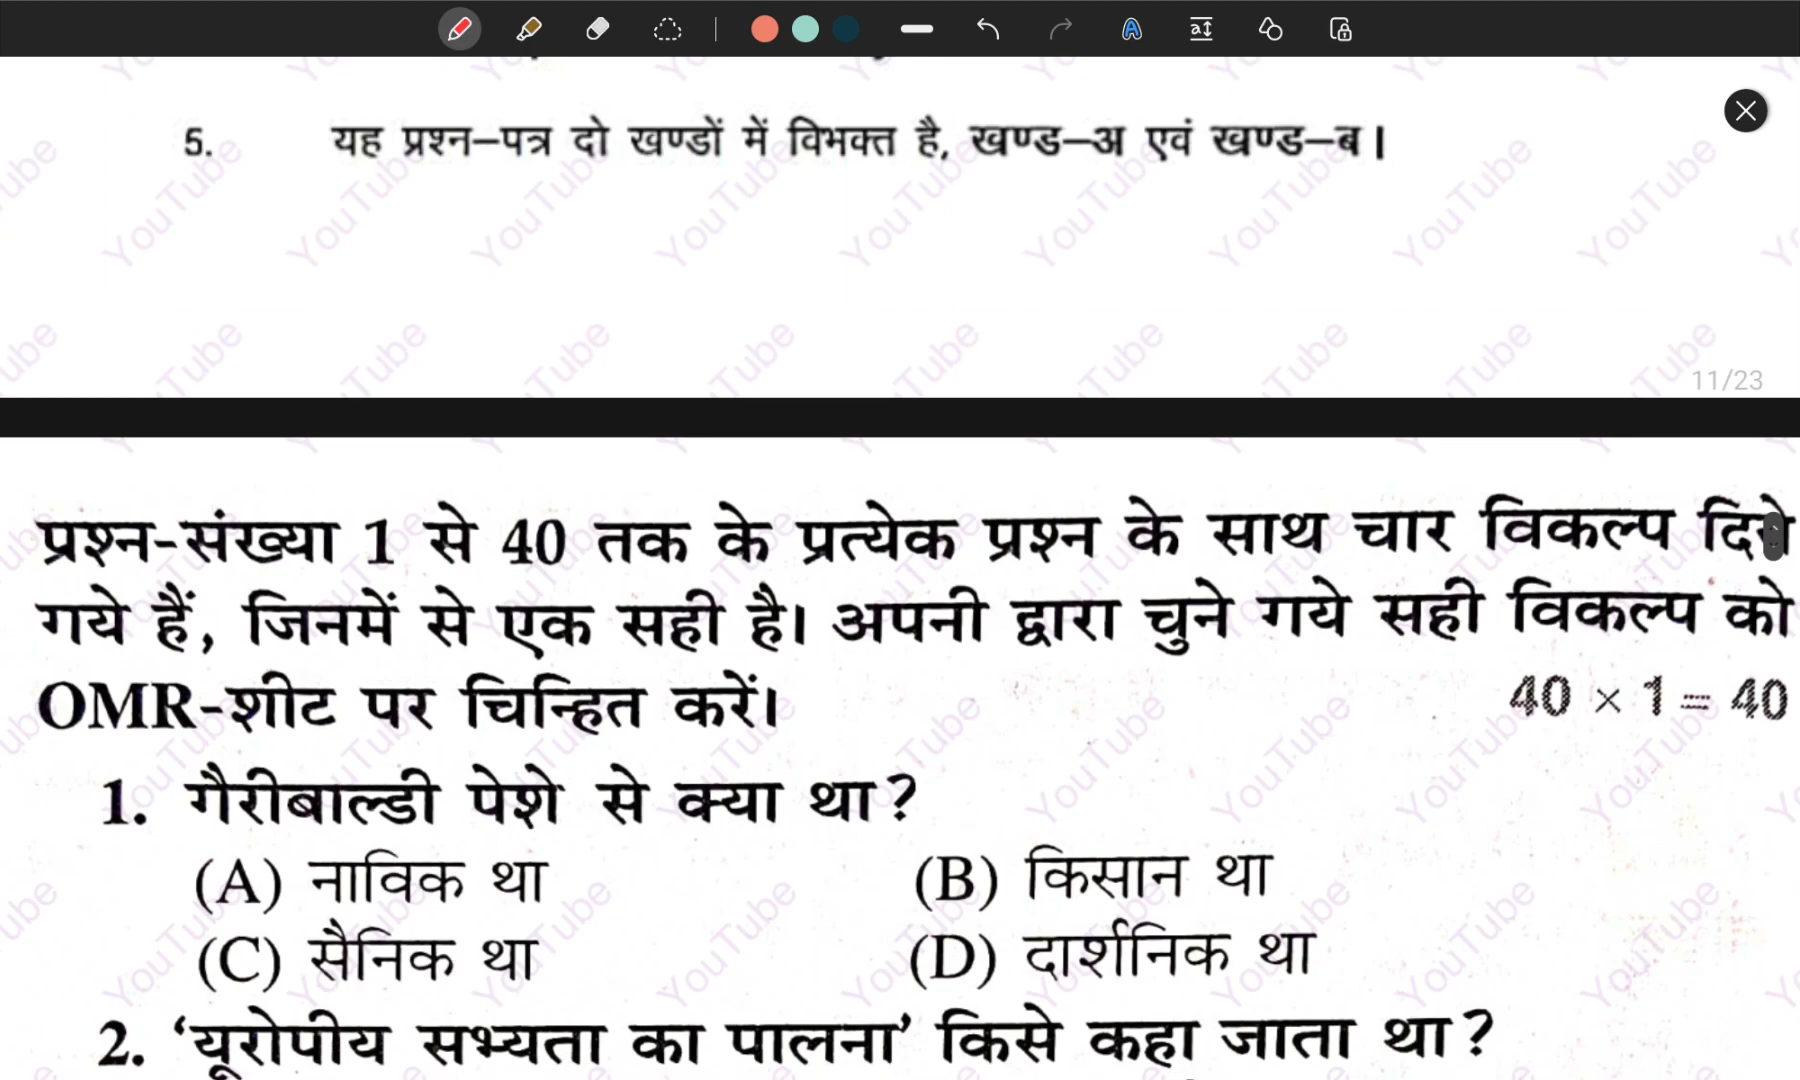 5. यह प्रश्न–पत्र दो खण्डों में विभक्त है, खण्ड–अ एवं खण्ड–ब।
11/23
प्रश्न-संख्या 1 से 40 तक के प्रत्येक प्रश्न के साथ चार विकल्प दिये
गये हैं, जिनमें से एक सही है। अपनी द्वारा चुने गये सही विकल्प को
OMR-शीट पर चिन्हित करें। 40 × 1 = 40
1. गैरीबाल्डी पेशे से क्या था?
(A) नाविक था (B) किसान था
(C) सैनिक था (D) दार्शनिक था
2. ‘यूरोपीय सभ्यता का पालना’ किसे कहा जाता था?